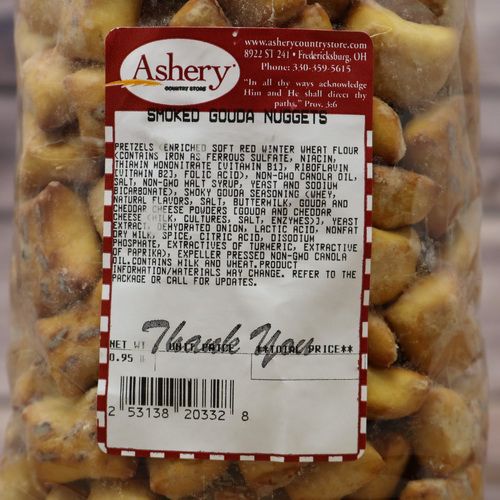 Ashery
COUNTRY STORE
www.asherycountrystore.com
8922 ST 241 • Fredericksburg, OH
Phone: 330-359-5615
"In all thy ways acknowledge
Him and He shall direct thy
paths," Prov. 3:6
SMOKED GOUDA NUGGETS
PRETZELS (ENRICHED SOFT RED WINTER WHEAT FLOUR
(CONTAINS IRON AS FERROUS SULFATE, NIACIN,
THIAMIN MONONITRATE [VITAMIN B1], RIBOFLAVIN
[VITAMIN B2], FOLIC ACID), NON-GMO CANOLA OIL,
SALT, NON-GMO MALT SYRUP, YEAST AND SODIUM
BICARBONATE), SMOKY GOUDA SEASONING (WHEY,
NATURAL FLAVORS, SALT, BUTTERMILK, GOUDA AND
CHEDDAR CHEESE POWDERS [GOUDA AND CHEDDAR
CHEESE (MILK, CULTURES, SALT, ENZYMES)], YEAST
EXTRACT, DEHYDRATED ONION, LACTIC ACID, NONFAT
DRY MILK, SPICE, CITRIC ACID, DISODIUM
PHOSPHATE, EXTRACTIVES OF TURMERIC, EXTRACTIVE
OF PAPRIKA), EXPELLER PRESSED NON-GMO CANOLA
OIL.CONTAINS MILK AND WHEAT.PRODUCT
INFORMATION/MATERIALS MAY CHANGE. REFER TO THE
PACKAGE OR CALL FOR UPDATES.
Thank You
NET WT UNIT PRICE **TOTAL PRICE**
0.95
2 53138 20332 8